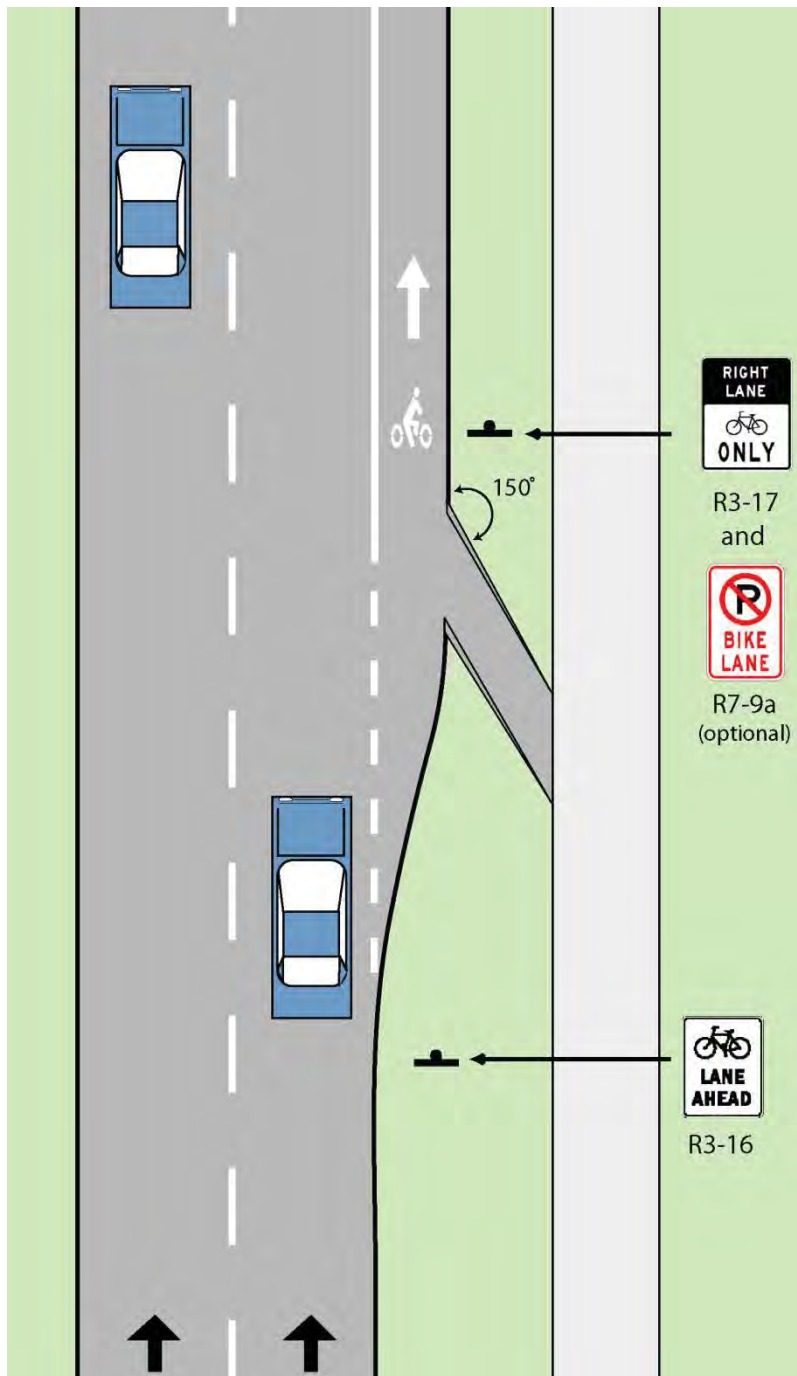 RIGHT
LANE
ONLY
R3-17
and
150°
P
BIKE
LANE
R7-9a
(optional)
LANE
AHEAD
R3-16